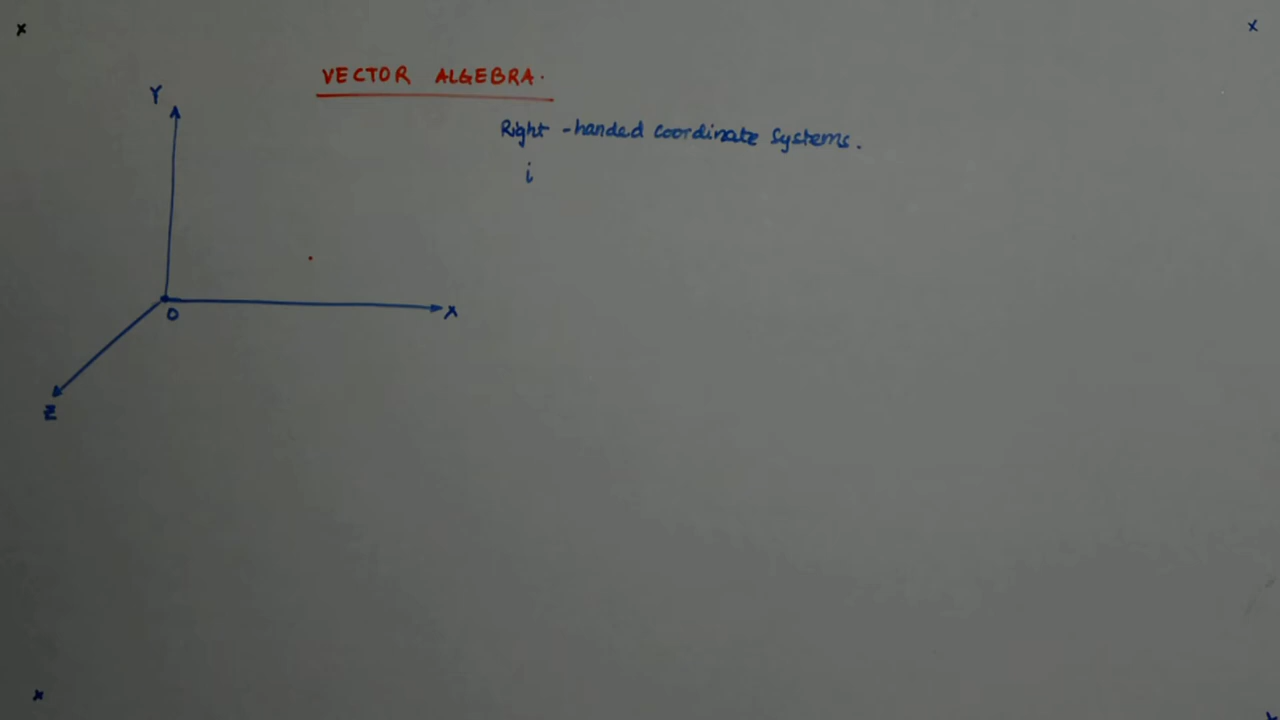 VECTOR ALGEBRA.
Y
Right-handed coordinate systems.
i
O
X
Z